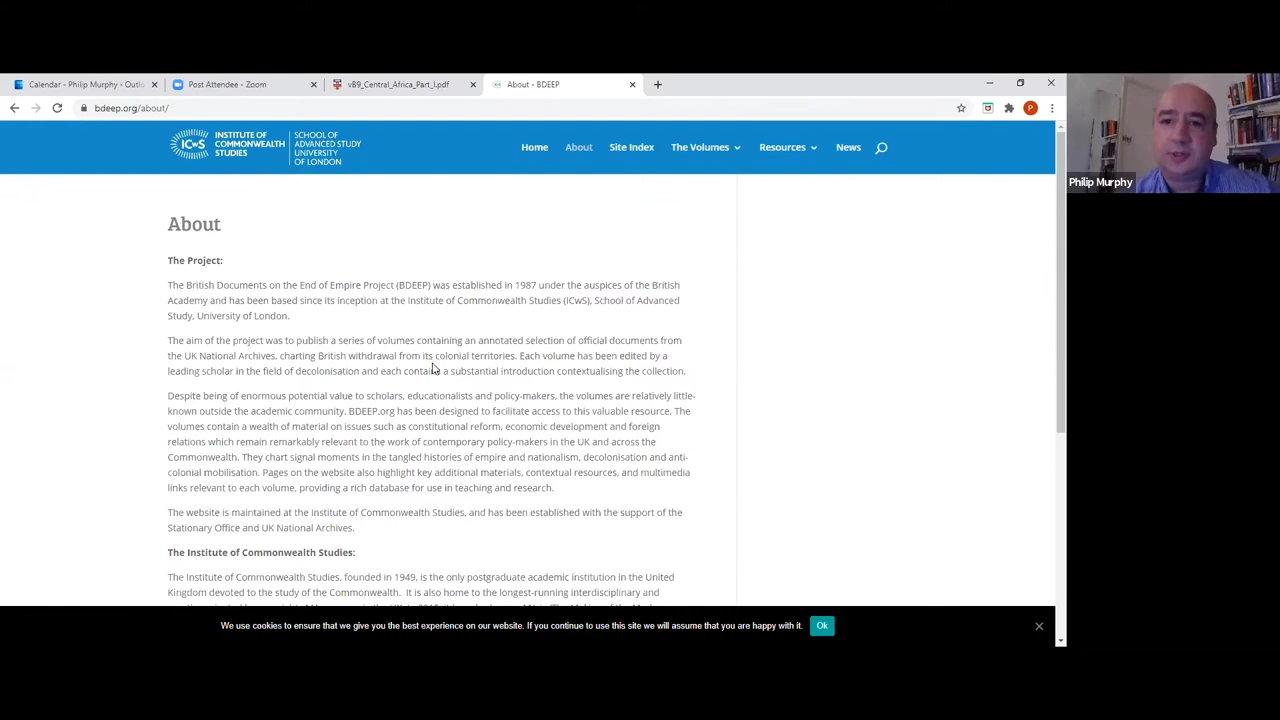 Calendar - Philip Murphy - Outlo
Post Attendee - Zoom
vB9_Central_Africa_Part_I.pdf
About - BDEEP
bdeep.org/about/
P
ICwS
INSTITUTE OF
COMMONWEALTH
STUDIES
SCHOOL OF
ADVANCED STUDY
UNIVERSITY
OF LONDON
Home
About
Site Index
The Volumes
Resources
News
Philip Murphy
About
The Project:
The British Documents on the End of Empire Project (BDEEP) was established in 1987 under the auspices of the British
Academy and has been based since its inception at the Institute of Commonwealth Studies (ICwS), School of Advanced
Study, University of London.
The aim of the project was to publish a series of volumes containing an annotated selection of official documents from
the UK National Archives, charting British withdrawal from its colonial territories. Each volume has been edited by a
leading scholar in the field of decolonisation and each contains a substantial introduction contextualising the collection.
Despite being of enormous potential value to scholars, educationalists and policy-makers, the volumes are relatively little-
known outside the academic community. BDEEP.org has been designed to facilitate access to this valuable resource. The
volumes contain a wealth of material on issues such as constitutional reform, economic development and foreign
relations which remain remarkably relevant to the work of contemporary policy-makers in the UK and across the
Commonwealth. They chart signal moments in the tangled histories of empire and nationalism, decolonisation and anti-
colonial mobilisation. Pages on the website also highlight key additional materials, contextual resources, and multimedia
links relevant to each volume, providing a rich database for use in teaching and research.
The website is maintained at the Institute of Commonwealth Studies, and has been established with the support of the
Stationary Office and UK National Archives.
The Institute of Commonwealth Studies:
The Institute of Commonwealth Studies, founded in 1949, is the only postgraduate academic institution in the United
Kingdom devoted to the study of the Commonwealth. It is also home to the longest-running interdisciplinary and
We use cookies to ensure that we give you the best experience on our website. If you continue to use this site we will assume that you are happy with it.
Ok